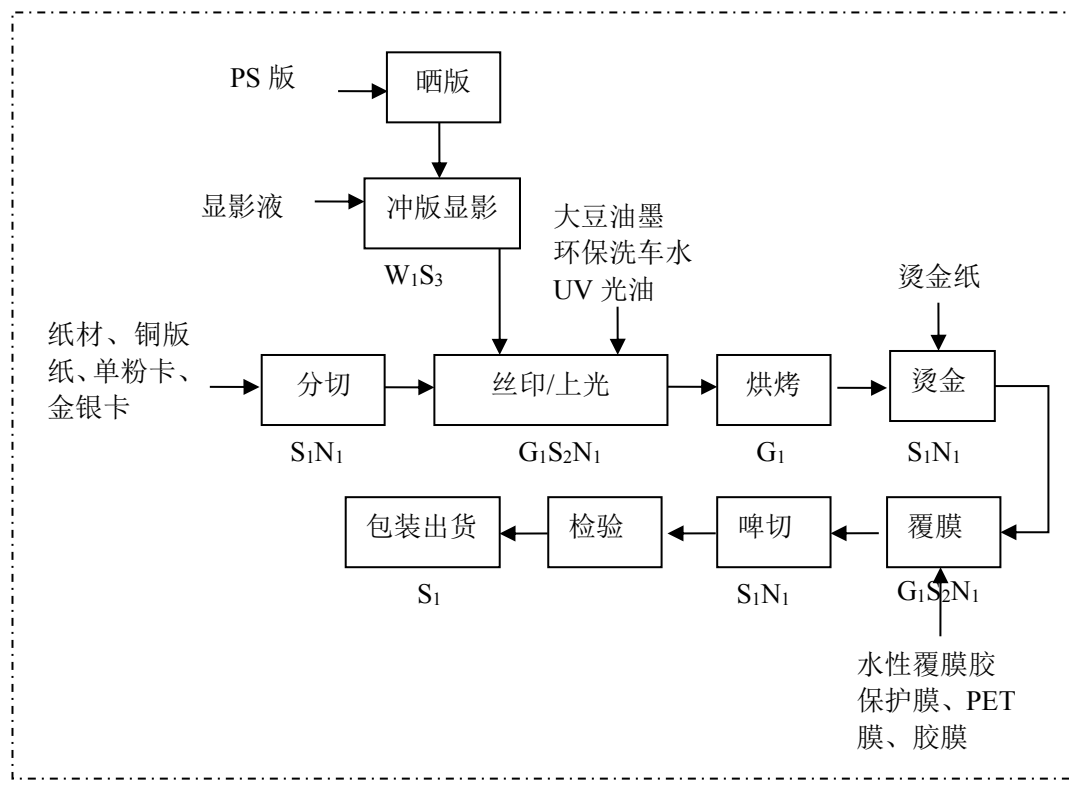 PS 版
晒版
显影液
冲版显影
W₁S₃
大豆油墨
环保洗车水
UV 光油
烫金纸
纸材、铜版
纸、单粉卡、
金银卡
分切
丝印/上光
烘烤
烫金
S₁N₁
G₁S₂N₁
G₁
S₁N₁
包装出货
检验
啤切
覆膜
S₁
S₁N₁
G₁S₂N₁
水性覆膜胶
保护膜、PET
膜、胶膜